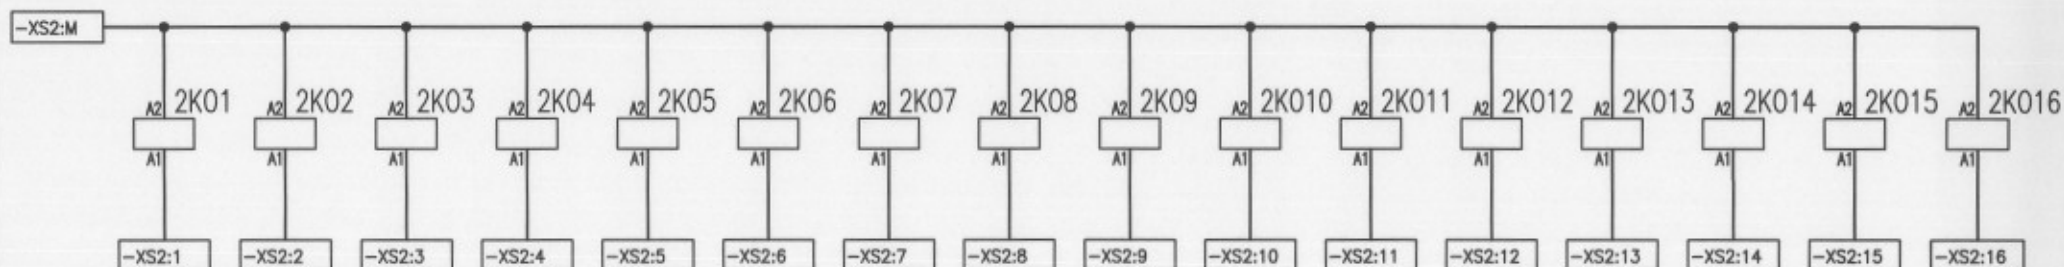 -XS2:M
A2 2K01 A2 2K02 A2 2K03 A2 2K04 A2 2K05 A2 2K06 A2 2K07 A2 2K08 A2 2K09 A2 2K010 A2 2K011 A2 2K012 A2 2K013 A2 2K014 A2 2K015 A2 2K016
A1 A1 A1 A1 A1 A1 A1 A1 A1 A1 A1 A1 A1 A1 A1 A1
-XS2:1 -XS2:2 -XS2:3 -XS2:4 -XS2:5 -XS2:6 -XS2:7 -XS2:8 -XS2:9 -XS2:10 -XS2:11 -XS2:12 -XS2:13 -XS2:14 -XS2:15 -XS2:16